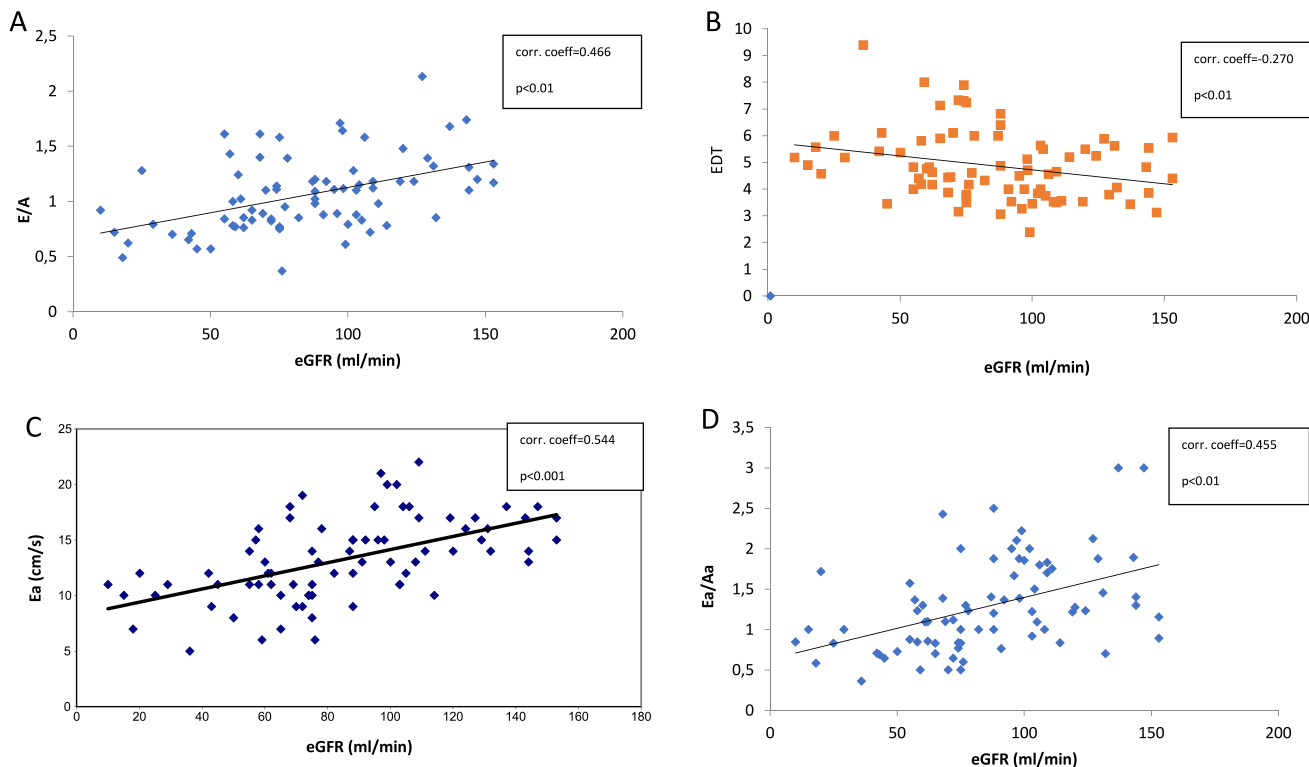 A
E/A
2,5
2
1,5
1
0,5
0
0
50
100
150
200
eGFR (ml/min)
corr. coeff=0.466
p<0.01
B
EDT
10
9
8
7
6
5
4
3
2
1
0
0
50
100
150
200
eGFR (ml/min)
corr. coeff=-0.270
p<0.01
C
Ea (cm/s)
25
20
15
10
5
0
0
20
40
60
80
100
120
140
160
180
eGFR (ml/min)
corr. coeff=0.544
p<0.001
D
Ea/Aa
3,5
3
2,5
2
1,5
1
0,5
0
0
50
100
150
200
eGFR (ml/min)
corr. coeff=0.455
p<0.01